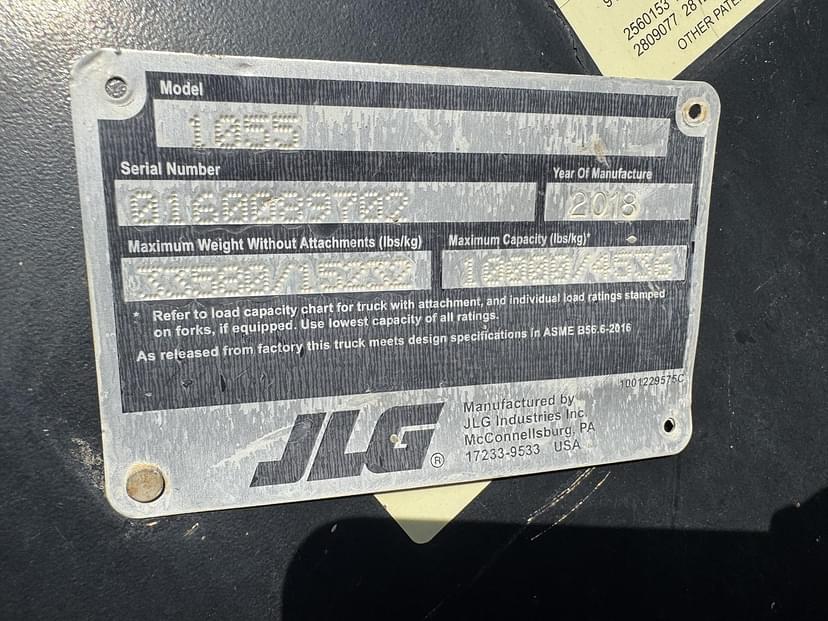 2560153
2809077 281
OTHER PATE
Model
1055
Serial Number
Year Of Manufacture
2018
Maximum Weight Without Attachments (lbs/kg)
Maximum Capacity (lbs/kg)*
10000/4536
* Refer to load capacity chart for truck with attachment, and individual load ratings stamped
on forks, if equipped. Use lowest capacity of all ratings.
As released from factory this truck meets design specifications in ASME B56.6-2016
1001229575C
JLG ®
Manufactured by
JLG Industries Inc.
McConnellsburg, PA
17233-9533 USA